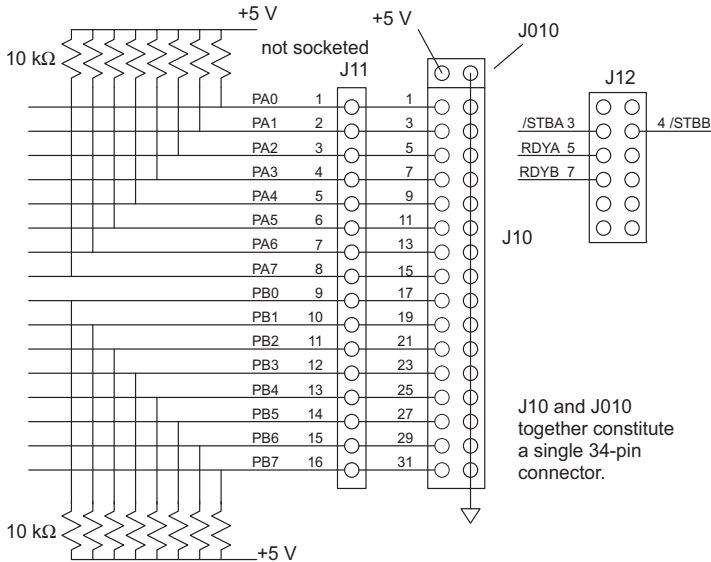 +5 V
+5 V
J010
10 kΩ
not socketed
J11
J12
PA0 1 1
PA1 2 3
/STBA 3
4 /STBB
PA2 3 5
RDYA 5
PA3 4 7
RDYB 7
PA4 5 9
PA5 6 11
J10
PA6 7 13
PA7 8 15
PB0 9 17
PB1 10 19
PB2 11 21
PB3 12 23
PB4 13 25
PB5 14 27
PB6 15 29
PB7 16 31
J10 and J010
together constitute
a single 34-pin
connector.
10 kΩ
+5 V